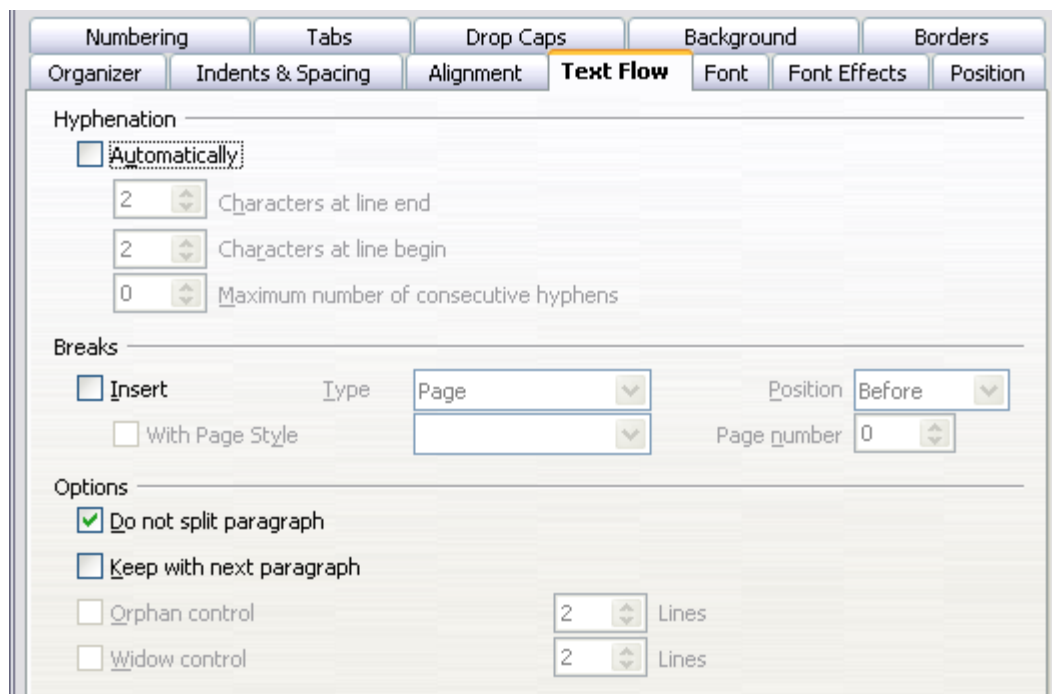 Numbering Tabs Drop Caps Background Borders
Organizer Indents & Spacing Alignment Text Flow Font Font Effects Position
Hyphenation
Automatically
2 Characters at line end
2 Characters at line begin
0 Maximum number of consecutive hyphens
Breaks
Insert Type Page Position Before
With Page Style Page number 0
Options
Do not split paragraph
Keep with next paragraph
Orphan control 2 Lines
Widow control 2 Lines